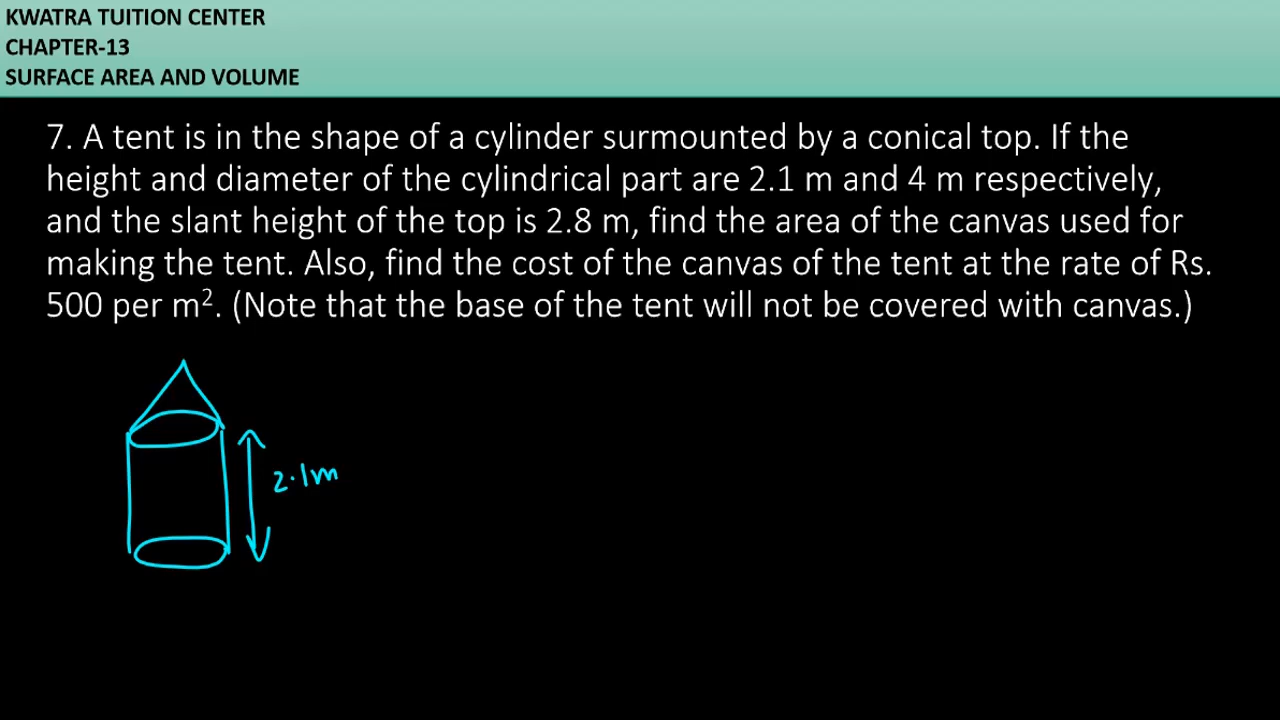 KWATRA TUITION CENTER
CHAPTER-13
SURFACE AREA AND VOLUME
7. A tent is in the shape of a cylinder surmounted by a conical top. If the
height and diameter of the cylindrical part are 2.1 m and 4 m respectively,
and the slant height of the top is 2.8 m, find the area of the canvas used for
making the tent. Also, find the cost of the canvas of the tent at the rate of Rs.
500 per m². (Note that the base of the tent will not be covered with canvas.)
2.1m